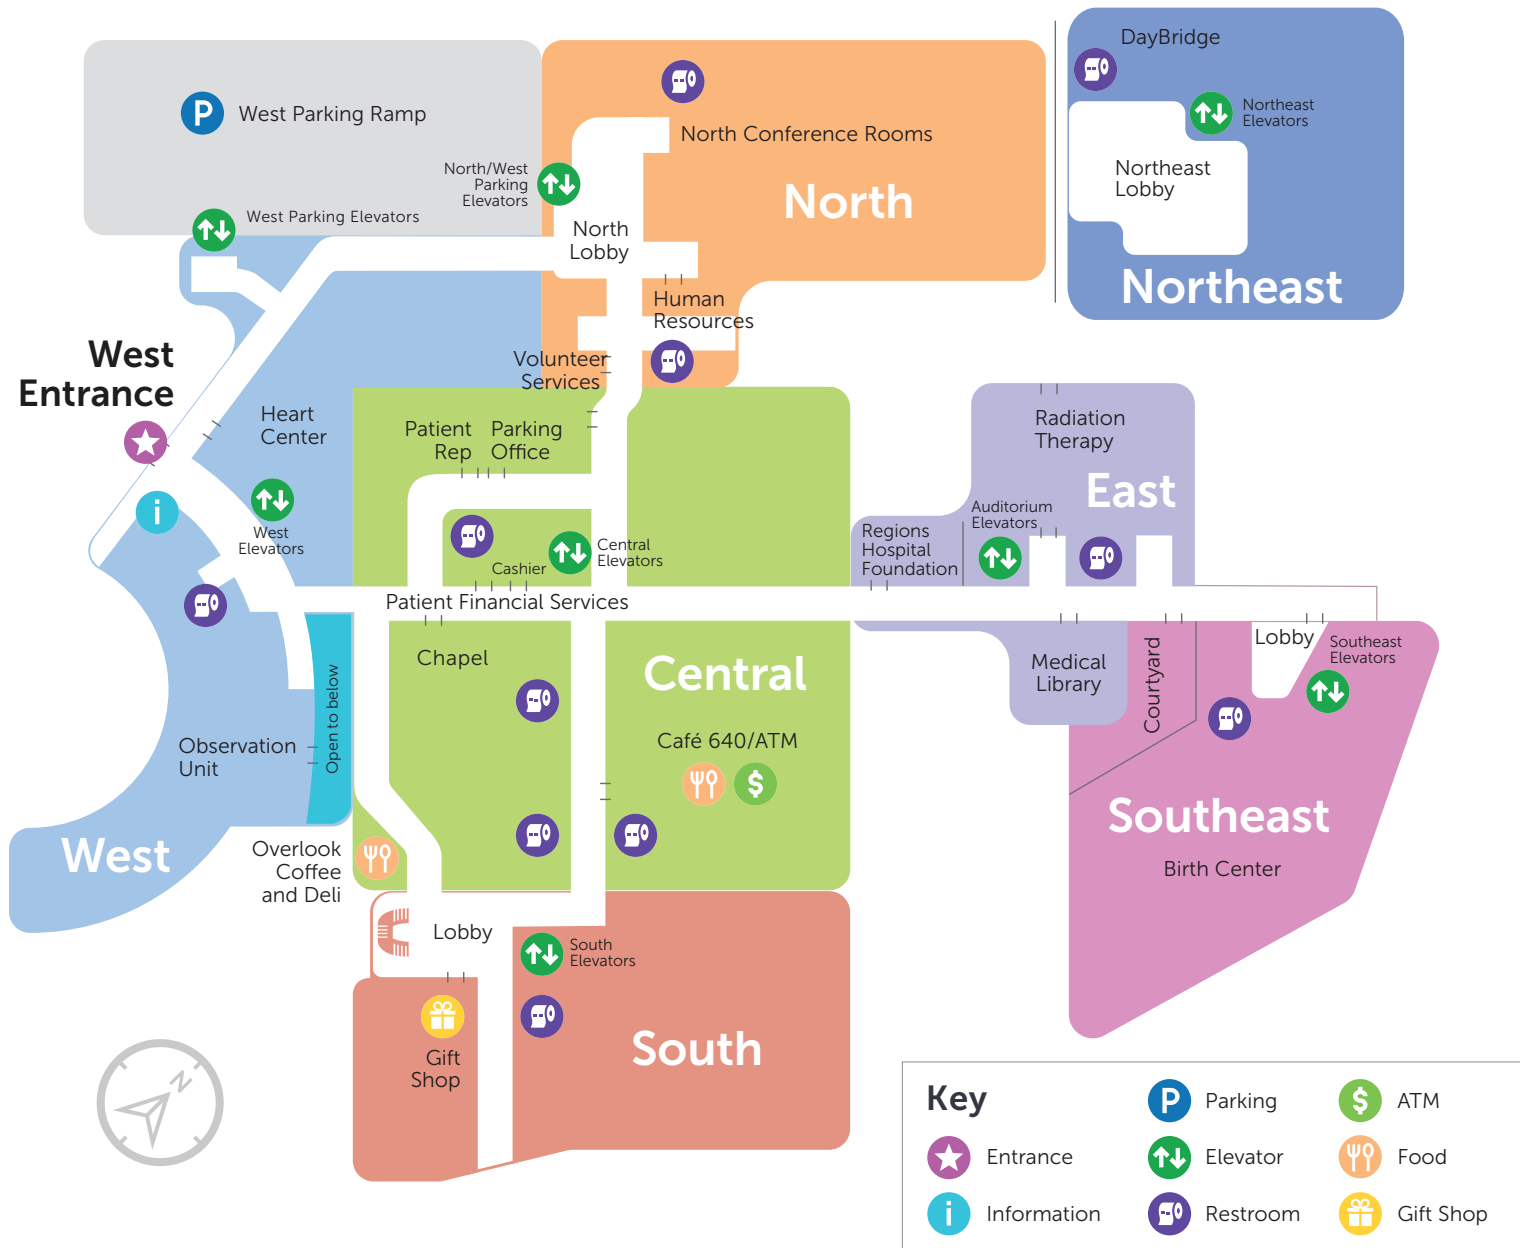 DayBridge
P
West Parking Ramp
North Conference Rooms
Northeast
Elevators
North/West
Parking
Elevators
Northeast
Lobby
North
West Parking Elevators
North
Lobby
Northeast
Human
Resources
West
Entrance
Volunteer
Services
Heart
Center
Patient
Rep
Parking
Office
Radiation
Therapy
East
i
West
Elevators
Auditorium
Elevators
Regions
Hospital
Foundation
Central
Elevators
Cashier
Patient Financial Services
Chapel
Central
Medical
Library
Courtyard
Lobby
Southeast
Elevators
Open to below
Observation
Unit
Café 640/ATM
$
West
Overlook
Coffee
and Deli
Southeast
Birth Center
Lobby
South
Elevators
Gift
Shop
South
N
Key
P
Parking
$
ATM
Entrance
Elevator
Food
i
Information
Restroom
Gift Shop